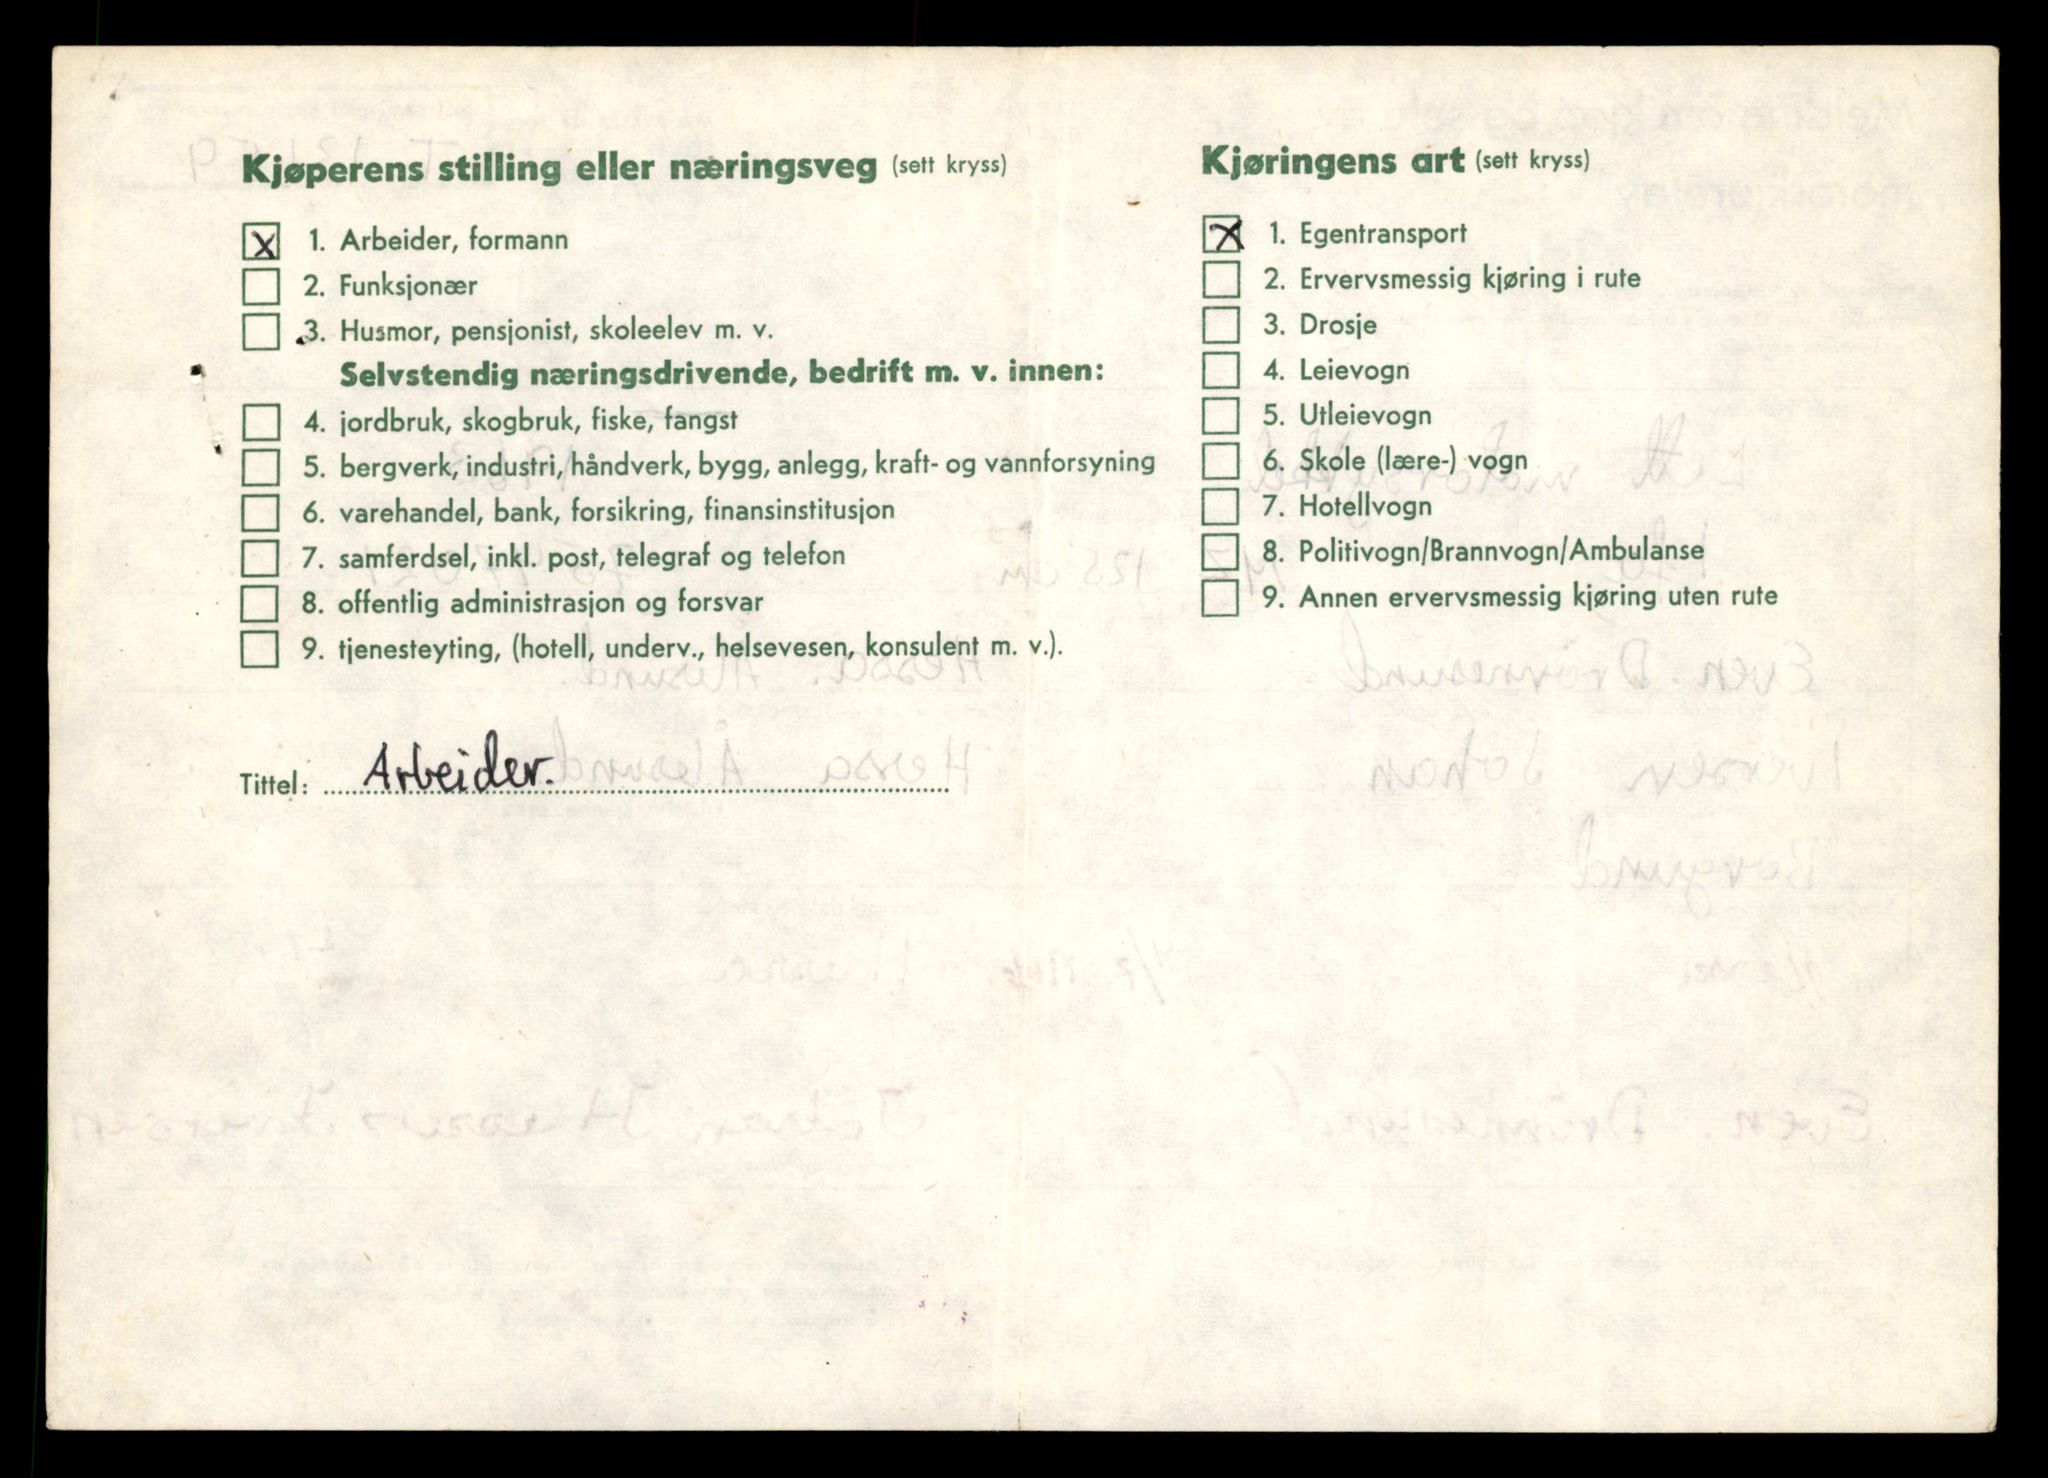 Kjøperens stilling eller næringsveg (sett kryss)
X 1. Arbeider, formann
2. Funksjonær
3. Husmor, pensjonist, skoleelev m. v.
Selvstendig næringsdrivende, bedrift m. v. innen:
4. jordbruk, skogbruk, fiske, fangst
5. bergverk, industri, håndverk, bygg, anlegg, kraft- og vannforsyning
6. varehandel, bank, forsikring, finansinstitusjon
7. samferdsel, inkl. post, telegraf og telefon
8. offentlig administrasjon og forsvar
9. tjenesteyting, (hotell, underv., helsevesen, konsulent m. v.).
Tittel: Arbeider.
Kjøringens art (sett kryss)
X 1. Egentransport
2. Ervervsmessig kjøring i rute
3. Drosje
4. Leievogn
5. Utleievogn
6. Skole (lære-) vogn
7. Hotellvogn
8. Politivogn/Brannvogn/Ambulanse
9. Annen ervervsmessig kjøring uten rute